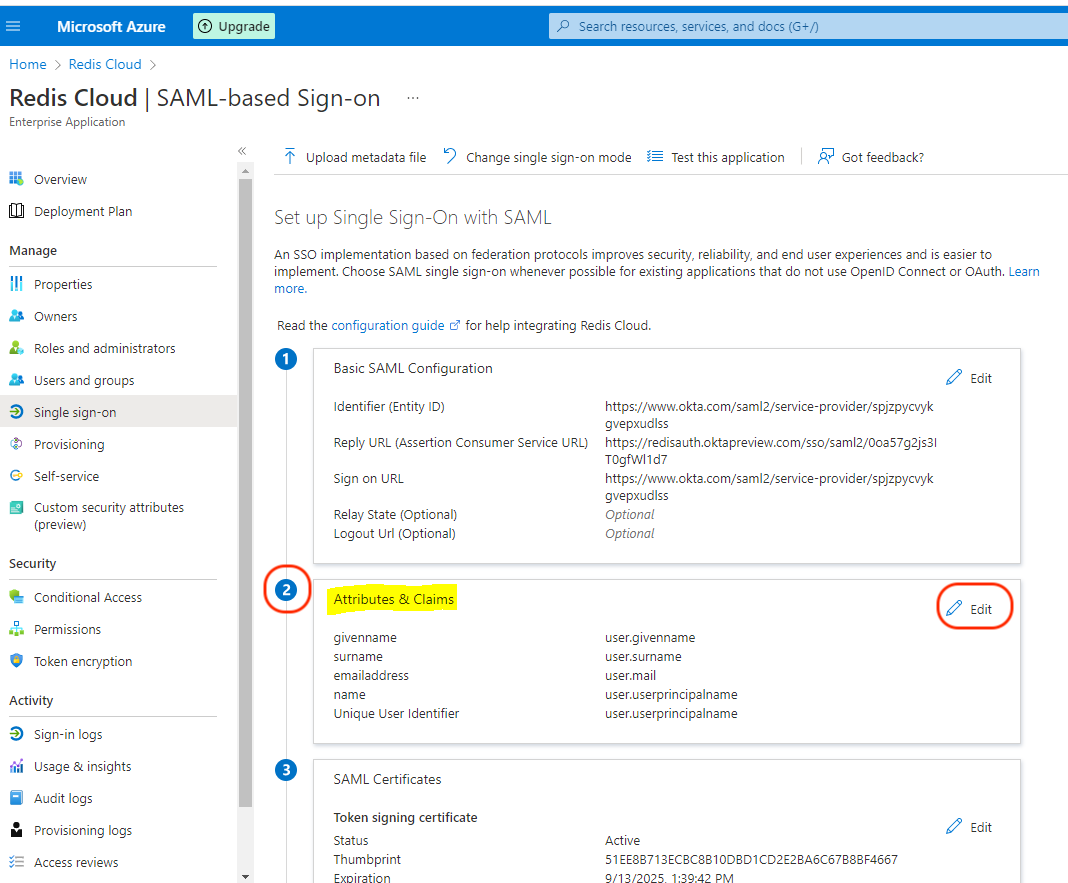 Microsoft Azure
Upgrade
Search resources, services, and docs (G+/)
Home > Redis Cloud >
Redis Cloud | SAML-based Sign-on ...
Enterprise Application
Overview
Deployment Plan
Manage
Properties
Owners
Roles and administrators
Users and groups
Single sign-on
Provisioning
Self-service
Custom security attributes
(preview)
Security
Conditional Access
Permissions
Token encryption
Activity
Sign-in logs
Usage & insights
Audit logs
Provisioning logs
Access reviews
Upload metadata file
Change single sign-on mode
Test this application
Got feedback?
Set up Single Sign-On with SAML
An SSO implementation based on federation protocols improves security, reliability, and end user experiences and is easier to
implement. Choose SAML single sign-on whenever possible for existing applications that do not use OpenID Connect or OAuth. Learn
more.
Read the configuration guide for help integrating Redis Cloud.
1
Basic SAML Configuration
Edit
Identifier (Entity ID)
https://www.okta.com/saml2/service-provider/spjzpycvyk
gvepxudlss
Reply URL (Assertion Consumer Service URL)
https://redisauth.oktapreview.com/sso/saml2/0oa57g2js3I
T0gfWl1d7
Sign on URL
https://www.okta.com/saml2/service-provider/spjzpycvyk
gvepxudlss
Relay State (Optional)
Optional
Logout Url (Optional)
Optional
2
Attributes & Claims
Edit
givenname
user.givenname
surname
user.surname
emailaddress
user.mail
name
user.userprincipalname
Unique User Identifier
user.userprincipalname
3
SAML Certificates
Token signing certificate
Edit
Status
Active
Thumbprint
51EE8B713ECBC8B10DBD1CD2E2BA6C67B8BF4667
Expiration
9/13/2025, 1:39:42 PM